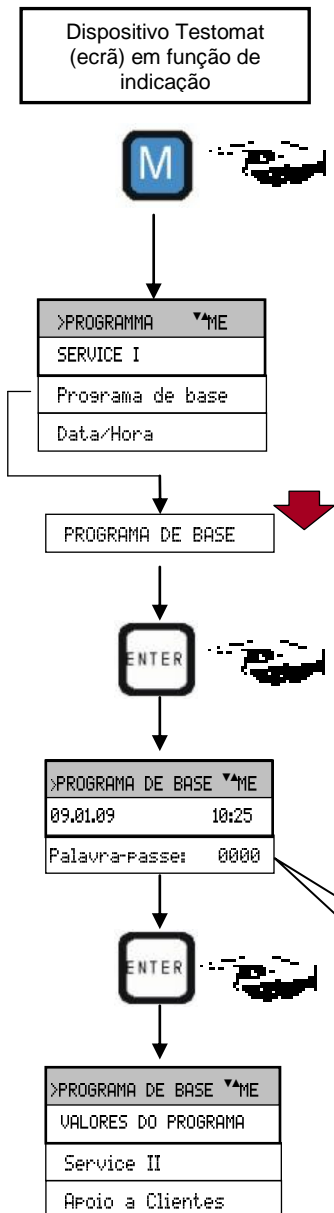 Dispositivo Testomat
(ecrã) em função de
indicação
M
>PROGRAMMA ▼▲ME
SERVICE I
Programa de base
Data/Hora
PROGRAMA DE BASE
ENTER
>PROGRAMA DE BASE ▼▲ME
09.01.09 10:25
Palavra-passe: 0000
ENTER
>PROGRAMA DE BASE ▼▲ME
VALORES DO PROGRAMA
Service II
Apoio a Clientes